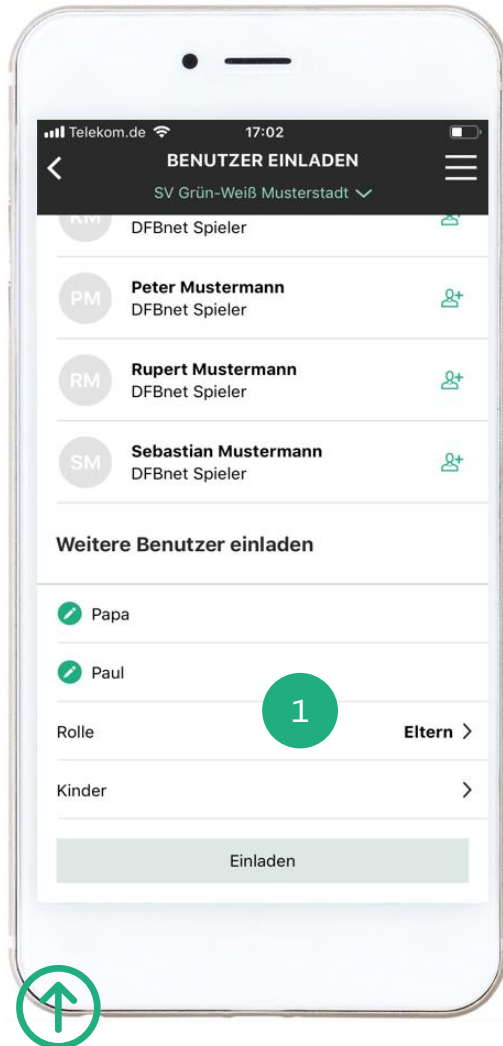 Telekom.de 17:02
BENUTZER EINLADEN
SV Grün-Weiß Musterstadt
KM
DFBnet Spieler
PM
Peter Mustermann
DFBnet Spieler
RM
Rupert Mustermann
DFBnet Spieler
SM
Sebastian Mustermann
DFBnet Spieler
Weitere Benutzer einladen
Papa
Paul
1
Rolle Eltern
Kinder
Einladen